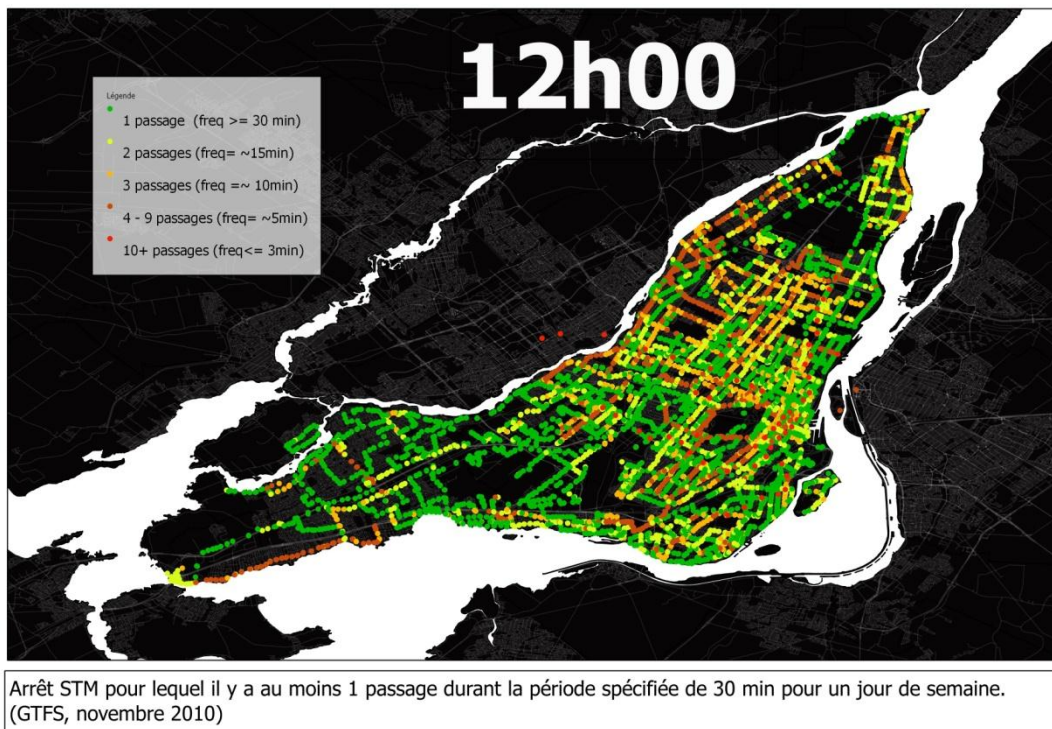 12h00
Légende
1 passage (freq >= 30 min)
2 passages (freq= ~15min)
3 passages (freq =~ 10min)
4 - 9 passages (freq= ~5min)
10+ passages (freq<= 3min)
Arrêt STM pour lequel il y a au moins 1 passage durant la période spécifiée de 30 min pour un jour de semaine.
(GTFS, novembre 2010)